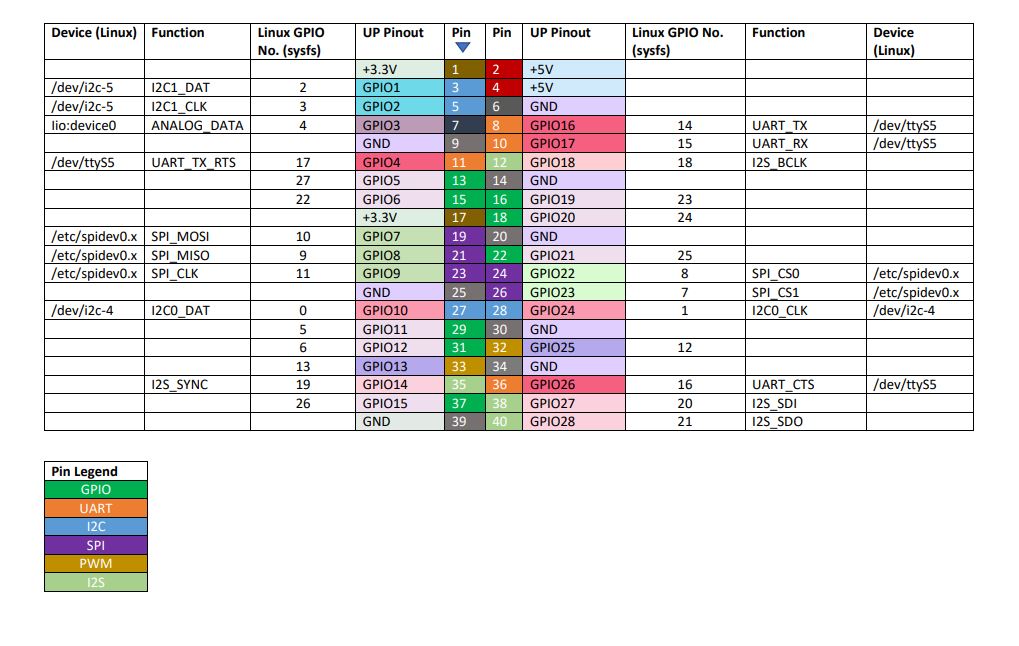 Device (Linux) Function Linux GPIO No. (sysfs) UP Pinout Pin Pin UP Pinout Linux GPIO No. (sysfs) Function Device (Linux)
+3.3V 1 2 +5V
/dev/i2c-5 I2C1_DAT 2 GPIO1 3 4 +5V
/dev/i2c-5 I2C1_CLK 3 GPIO2 5 6 GND
Iio:device0 ANALOG_DATA 4 GPIO3 7 8 GPIO16 14 UART_TX /dev/ttyS5
GND 9 10 GPIO17 15 UART_RX /dev/ttyS5
/dev/ttyS5 UART_TX_RTS 17 GPIO4 11 12 GPIO18 18 I2S_BCLK
27 GPIO5 13 14 GND
22 GPIO6 15 16 GPIO19 23
+3.3V 17 18 GPIO20 24
/etc/spidev0.x SPI_MOSI 10 GPIO7 19 20 GND
/etc/spidev0.x SPI_MISO 9 GPIO8 21 22 GPIO21 25
/etc/spidev0.x SPI_CLK 11 GPIO9 23 24 GPIO22 8 SPI_CS0 /etc/spidev0.x
GND 25 26 GPIO23 7 SPI_CS1 /etc/spidev0.x
/dev/i2c-4 I2C0_DAT 0 GPIO10 27 28 GPIO24 1 I2C0_CLK /dev/i2c-4
5 GPIO11 29 30 GND
6 GPIO12 31 32 GPIO25 12
13 GPIO13 33 34 GND
I2S_SYNC 19 GPIO14 35 36 GPIO26 16 UART_CTS /dev/ttyS5
26 GPIO15 37 38 GPIO27 20 I2S_SDI
GND 39 40 GPIO28 21 I2S_SDO
Pin Legend
GPIO
UART
I2C
SPI
PWM
I2S